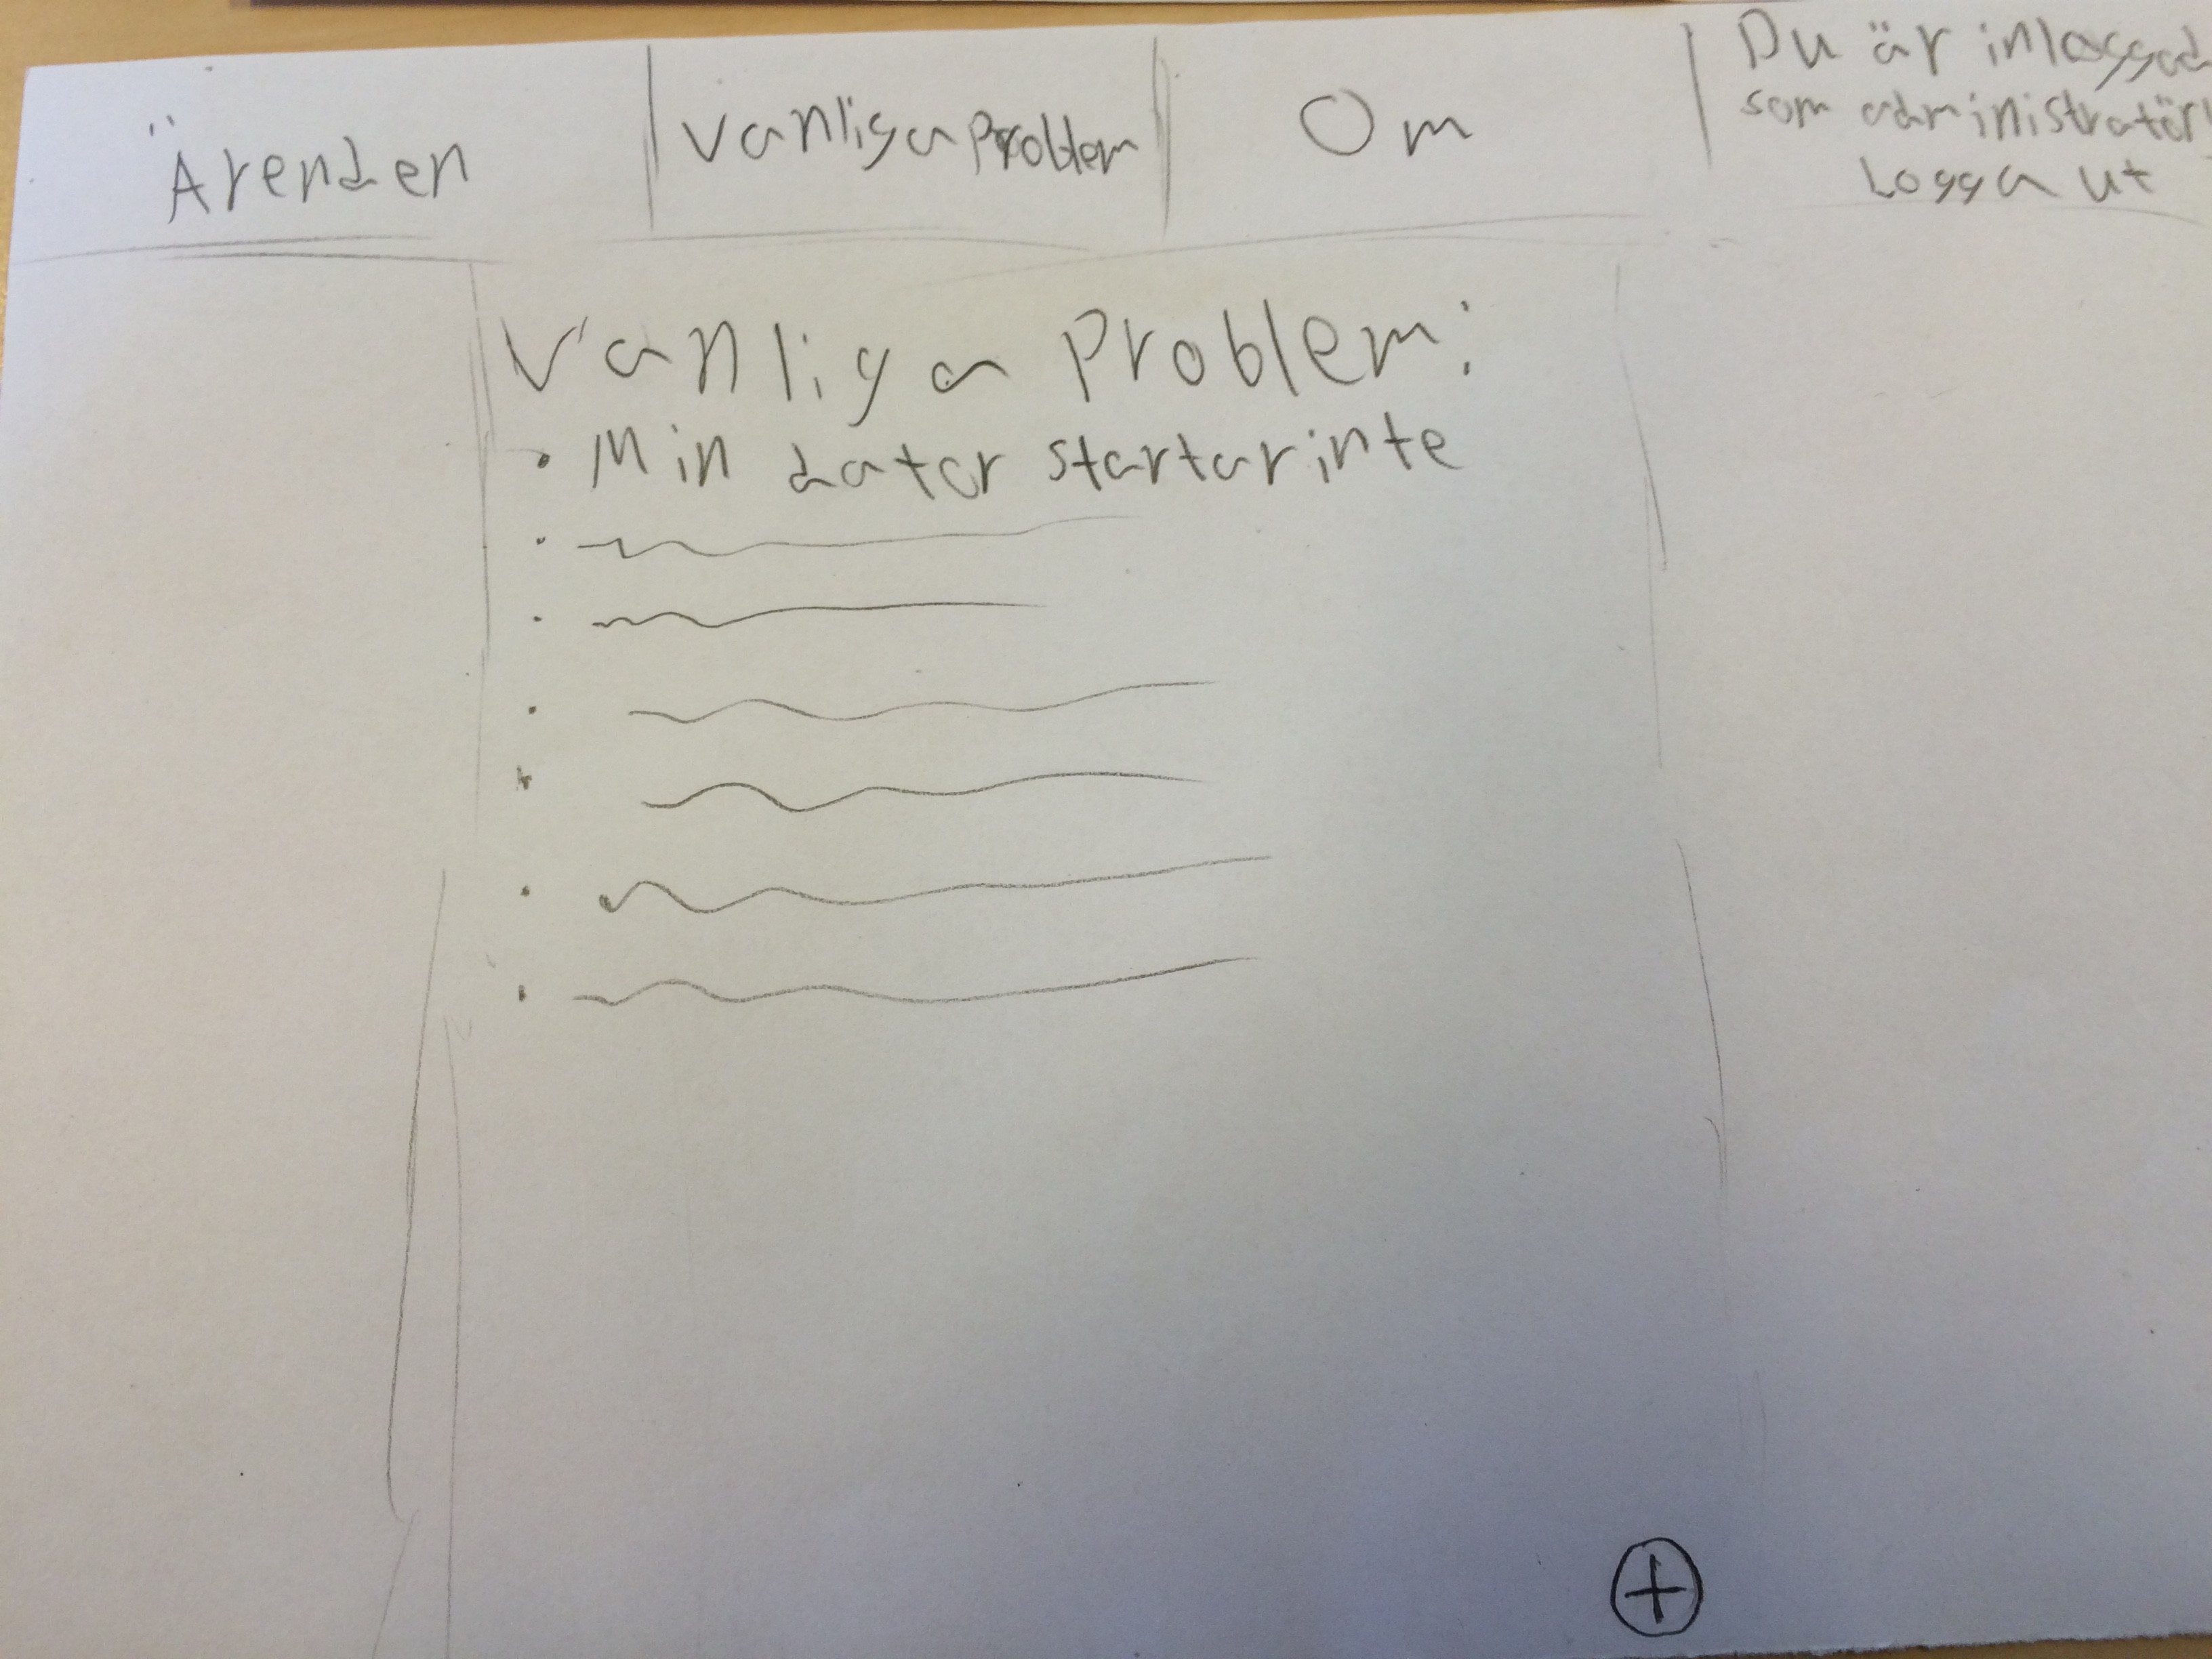 Ärenden
Vanliga Problem
Om
Du är inloggad
som administratör!
Logga ut
Vanliga Problem:
• Min dator startar inte
+